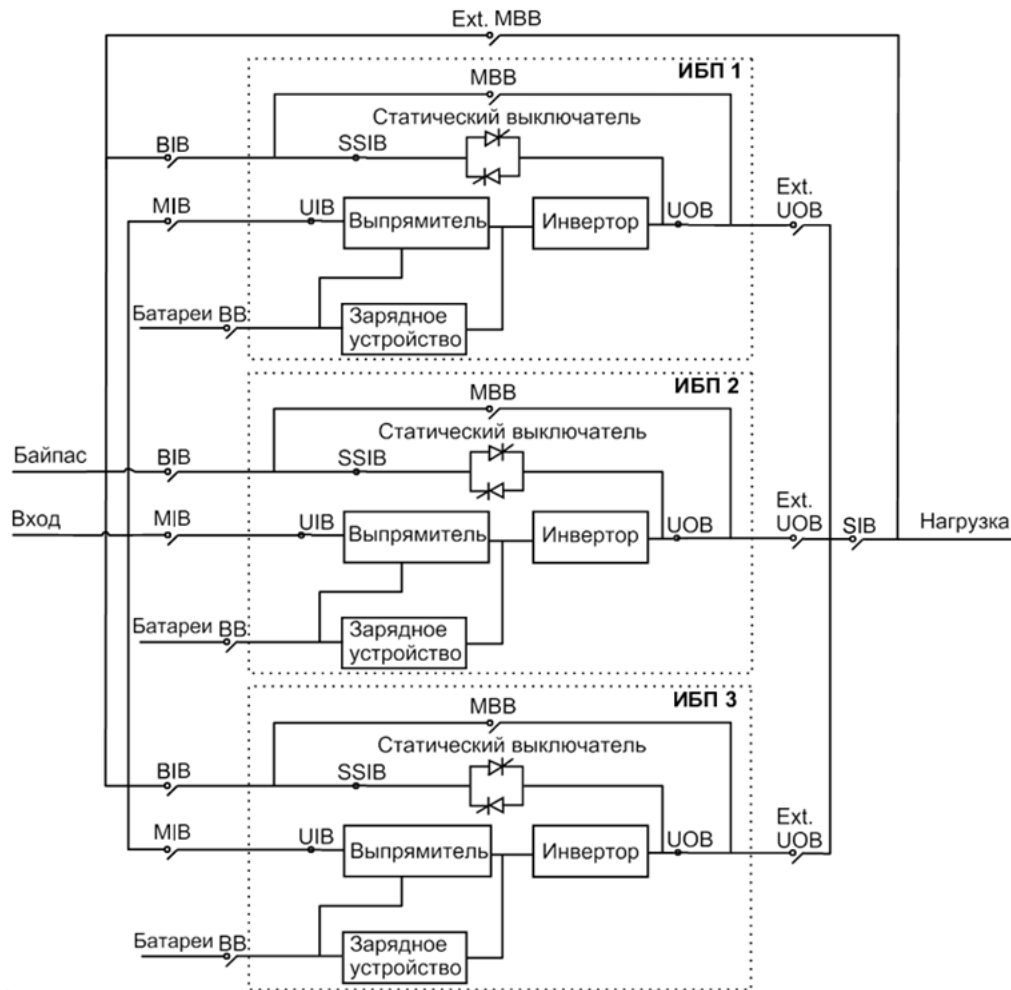 Ext. MBB
ИБП 1
MBB
Статический выключатель
BIB
SSIB
MIB
UIB
Выпрямитель
Инвертор
UOB
Ext.
UOB
Батареи BB
Зарядное
устройство
ИБП 2
MBB
Статический выключатель
Байпас
BIB
SSIB
Вход
MIB
UIB
Выпрямитель
Инвертор
UOB
Ext.
UOB
SIB
Нагрузка
Батареи BB
Зарядное
устройство
ИБП 3
MBB
Статический выключатель
BIB
SSIB
MIB
UIB
Выпрямитель
Инвертор
UOB
Ext.
UOB
Батареи BB
Зарядное
устройство